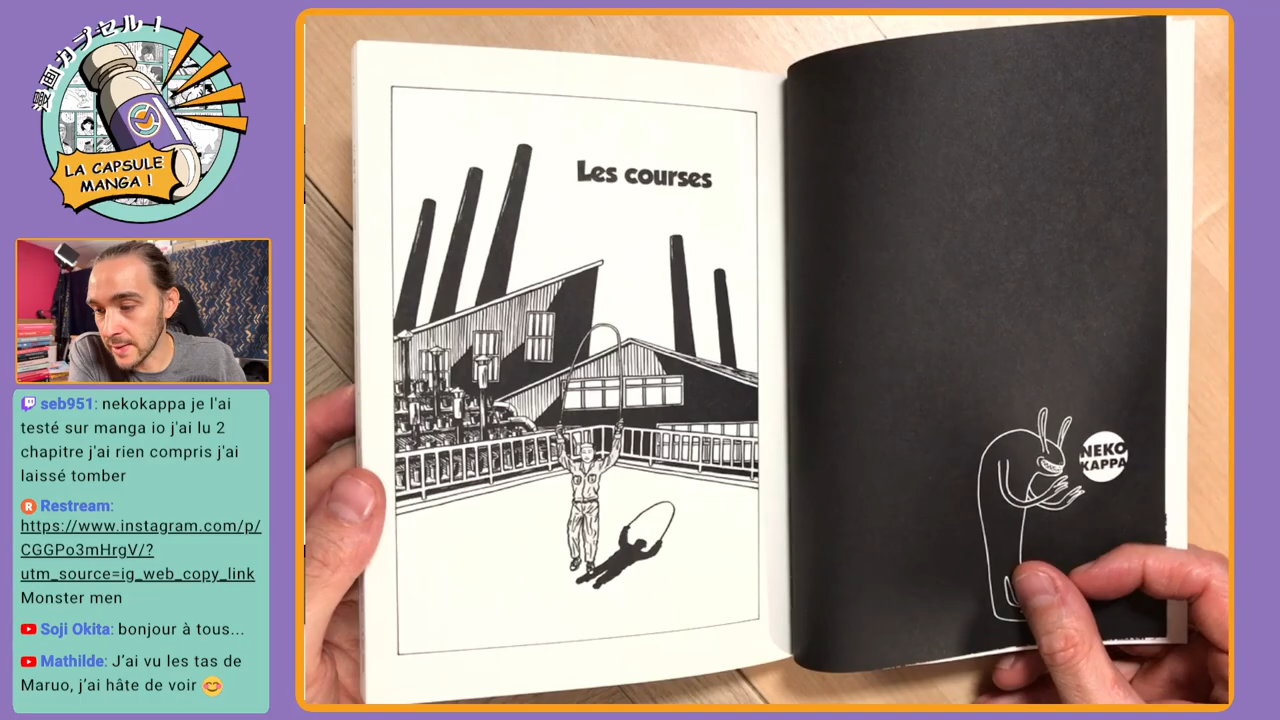 漫画カプセル!
LA CAPSULE
MANGA !
Les courses
NEKO
KAPPA
seb951: nekokappa je l'ai
testé sur manga io j'ai lu 2
chapitre j'ai rien compris j'ai
laissé tomber
Restream:
https://www.instagram.com/p/
CGGPo3mHrgV/?
utm_source=ig_web_copy_link
Monster men
Soji Okita: bonjour à tous...
Mathilde: J'ai vu les tas de
Maruo, j'ai hâte de voir 😊